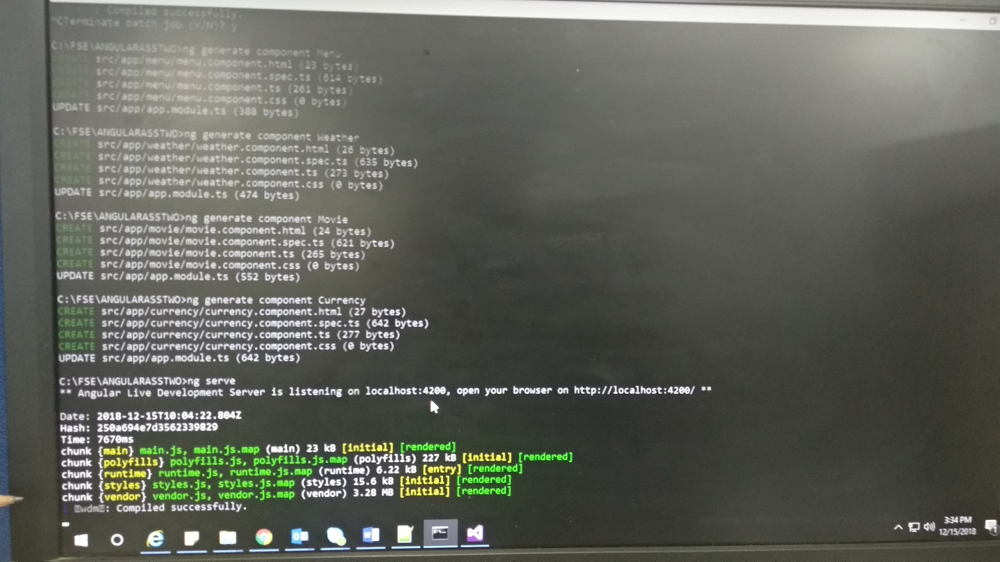 : Compiled successfully.
^CTerminate batch job (Y/N)? y
C:\FSE\ANGULARASSTWO>ng generate component Menu
CREATE src/app/menu/menu.component.html (23 bytes)
CREATE src/app/menu/menu.component.spec.ts (614 bytes)
CREATE src/app/menu/menu.component.ts (261 bytes)
CREATE src/app/menu/menu.component.css (0 bytes)
UPDATE src/app/app.module.ts (388 bytes)
C:\FSE\ANGULARASSTWO>ng generate component Weather
CREATE src/app/weather/weather.component.html (26 bytes)
CREATE src/app/weather/weather.component.spec.ts (635 bytes)
CREATE src/app/weather/weather.component.ts (273 bytes)
CREATE src/app/weather/weather.component.css (0 bytes)
UPDATE src/app/app.module.ts (474 bytes)
C:\FSE\ANGULARASSTWO>ng generate component Movie
CREATE src/app/movie/movie.component.html (24 bytes)
CREATE src/app/movie/movie.component.spec.ts (621 bytes)
CREATE src/app/movie/movie.component.ts (265 bytes)
CREATE src/app/movie/movie.component.css (0 bytes)
UPDATE src/app/app.module.ts (552 bytes)
C:\FSE\ANGULARASSTWO>ng generate component Currency
CREATE src/app/currency/currency.component.html (27 bytes)
CREATE src/app/currency/currency.component.spec.ts (642 bytes)
CREATE src/app/currency/currency.component.ts (277 bytes)
CREATE src/app/currency/currency.component.css (0 bytes)
UPDATE src/app/app.module.ts (642 bytes)
C:\FSE\ANGULARASSTWO>ng serve
** Angular Live Development Server is listening on localhost:4200, open your browser on http://localhost:4200/ **
Date: 2018-12-15T10:04:22.804Z
Hash: 250a694e7d3562339829
Time: 7670ms
chunk {main} main.js, main.js.map (main) 23 kB [initial] [rendered]
chunk {polyfills} polyfills.js, polyfills.js.map (polyfills) 227 kB [initial] [rendered]
chunk {runtime} runtime.js, runtime.js.map (runtime) 6.22 kB [entry] [rendered]
chunk {styles} styles.js, styles.js.map (styles) 15.6 kB [initial] [rendered]
chunk {vendor} vendor.js, vendor.js.map (vendor) 3.28 MB [initial] [rendered]
i wdm: Compiled successfully.
3:34 PM
12/15/2018